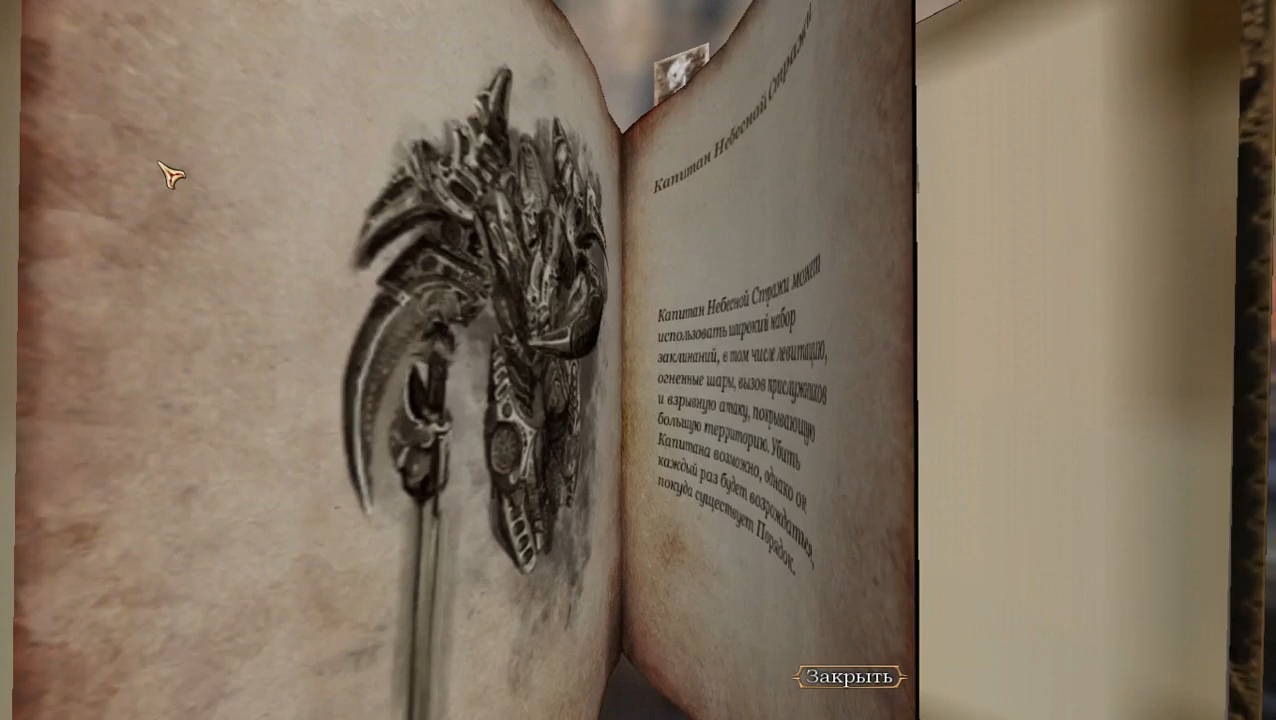 Капитан Небесной Стражи
Капитан Небесной Стражи может
использовать широкий набор
заклинаний, в том числе левитацию,
огненные шары, вызов прислужников
и взрывную атаку, покрывающую
большую территорию. Убить
Капитана возможно, однако он
каждый раз будет возрождаться,
покуда существует Порядок.
Закрыть